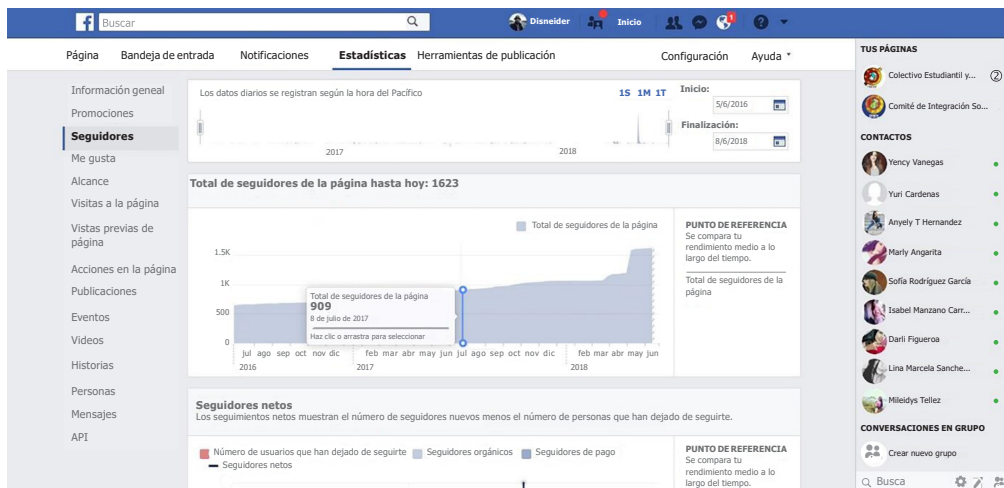 Buscar
Disneider
Inicio
1
Página Bandeja de entrada Notificaciones Estadísticas Herramientas de publicación Configuración Ayuda
Información geneal
Promociones
Seguidores
Me gusta
Alcance
Visitas a la página
Vistas previas de
página
Acciones en la página
Publicaciones
Eventos
Videos
Historias
Personas
Mensajes
API
Los datos diarios se registran según la hora del Pacífico
1S 1M 1T
Inicio:
5/6/2016
Finalización:
8/6/2018
2017 2018
Total de seguidores de la página hasta hoy: 1623
Total de seguidores de la página
1.5K
1K
500
0
Total de seguidores de la página
909
8 de julio de 2017
Haz clic o arrastra para seleccionar
jul ago sep oct nov dic feb mar abr may jun jul ago sep oct nov dic feb mar abr may jun
2016 2017 2018
PUNTO DE REFERENCIA
Se compara tu
rendimiento medio a lo
largo del tiempo.
Total de seguidores de la
página
Seguidores netos
Los seguimientos netos muestran el número de seguidores nuevos menos el número de personas que han dejado de seguirte.
Número de usuarios que han dejado de seguirte Seguidores orgánicos Seguidores de pago
Seguidores netos
PUNTO DE REFERENCIA
Se compara tu
rendimiento medio a lo
largo del tiempo.
TUS PÁGINAS
Colectivo Estudiantil y... 2
Comité de Integración So...
CONTACTOS
Yency Vanegas
Yuri Cardenas
Anyely T Hernandez
Marly Angarita
Sofía Rodríguez García
Isabel Manzano Carr...
Darli Figueroa
Lina Marcela Sanche...
Mileidys Tellez
CONVERSACIONES EN GRUPO
Crear nuevo grupo
Busca